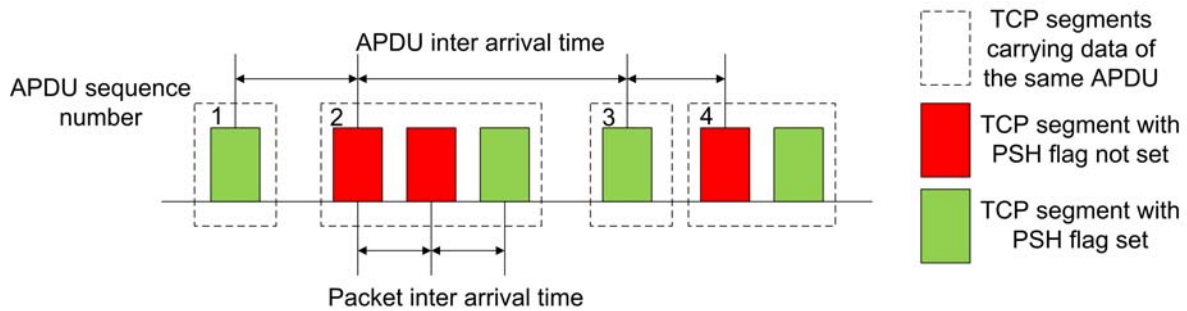 APDU inter arrival time
APDU sequence
number
1
2
3
4
Packet inter arrival time
TCP segments
carrying data of
the same APDU
TCP segment with
PSH flag not set
TCP segment with
PSH flag set